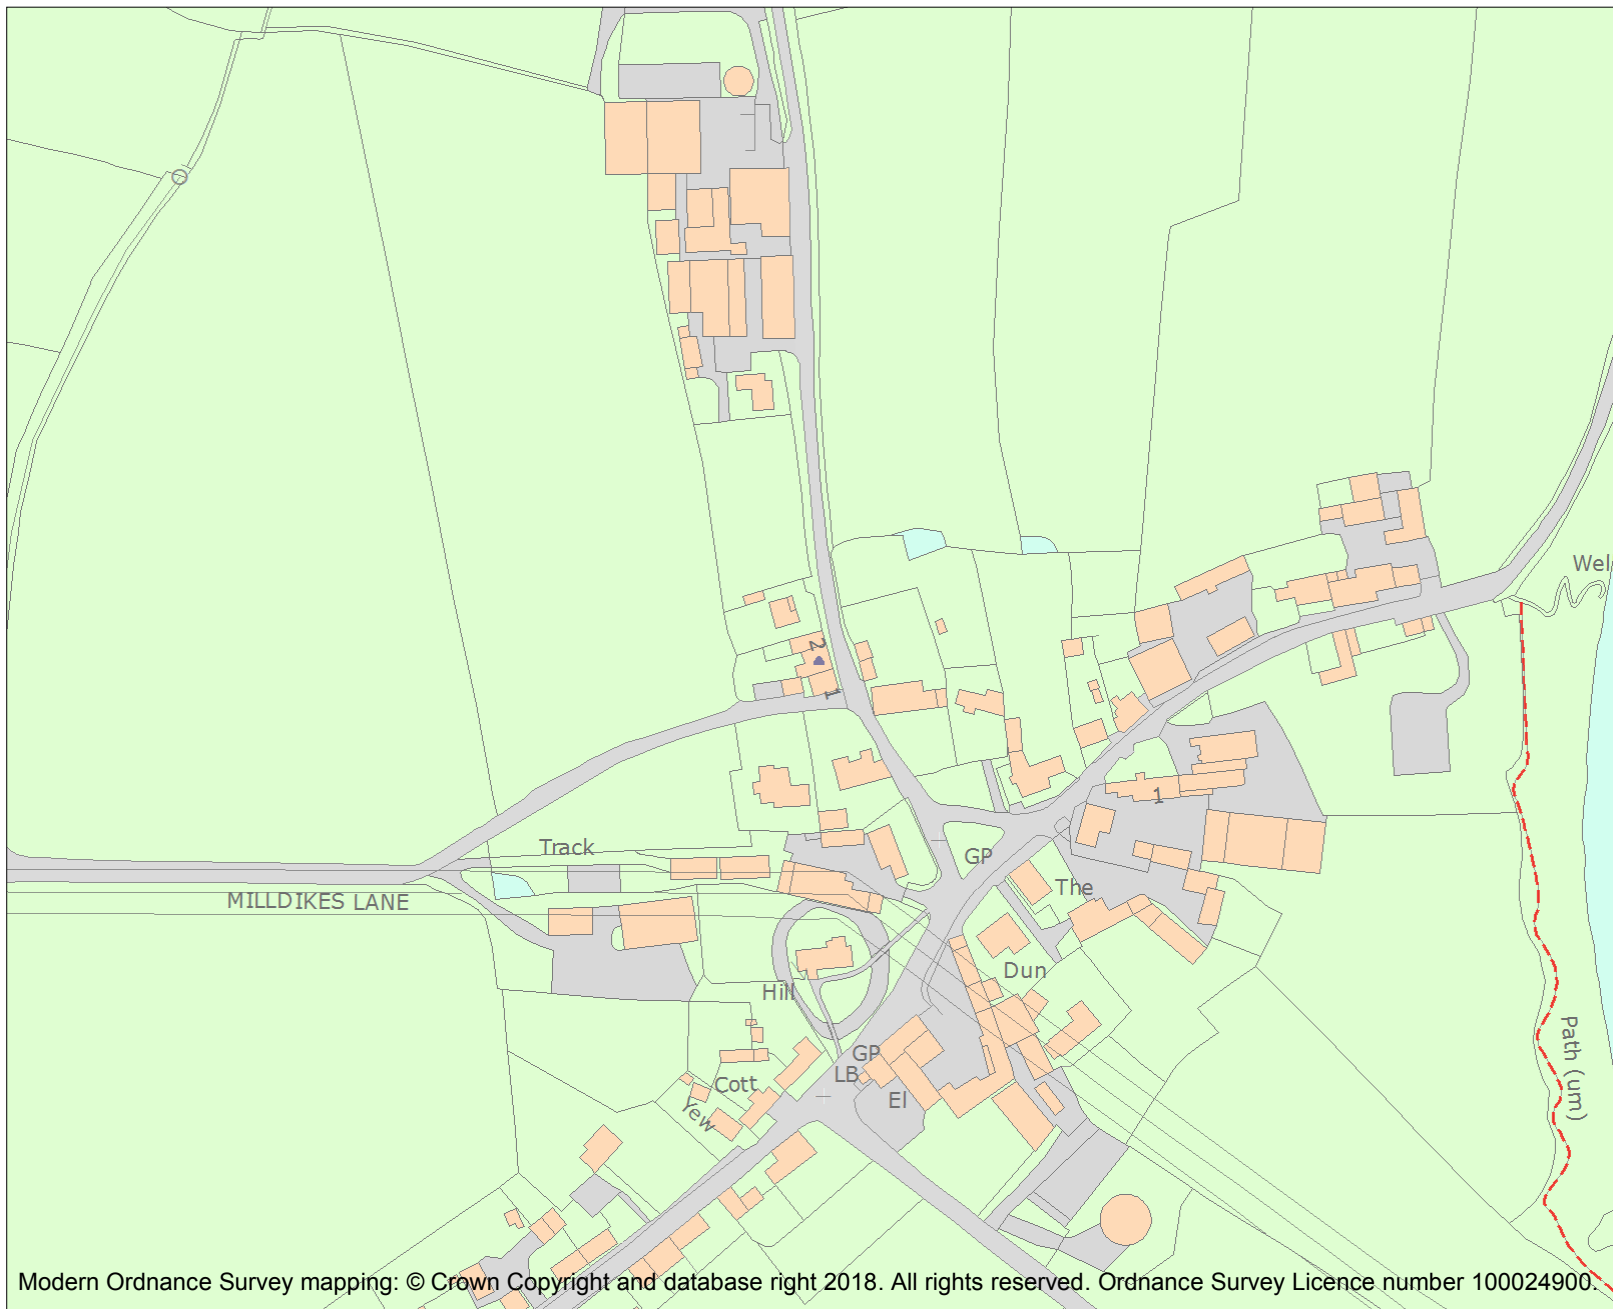 Wel
2
1
1
Track
GP
The
MILLDIKES LANE
Dun
Hill
Path (um)
GP
LB
Cott
El
Yew
Modern Ordnance Survey mapping: © Crown Copyright and database right 2018. All rights reserved. Ordnance Survey Licence number 100024900.